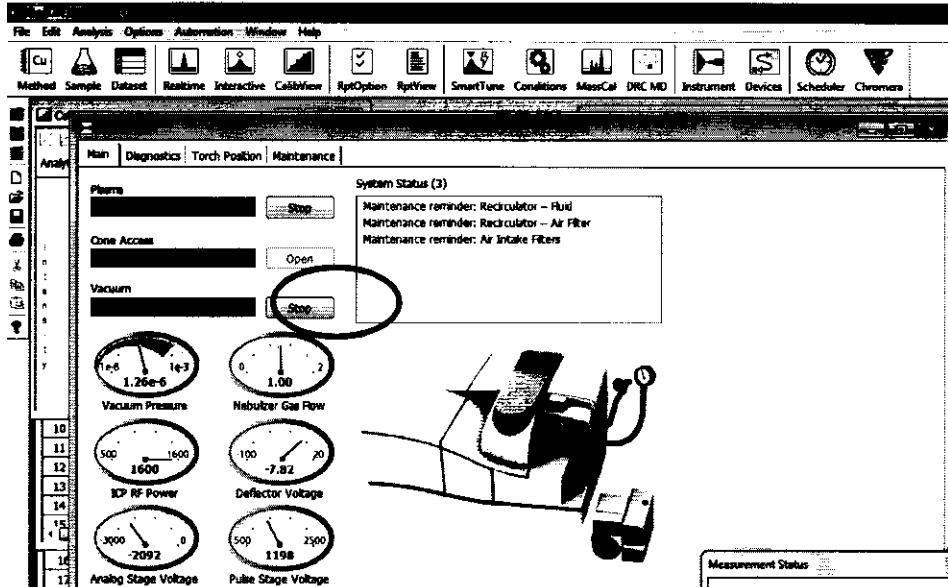 File Edit Analysis Options Automation Window Help
Cu
Method Sample Dataset Realtime Interactive CalibView RptOption RptView SmartTune Conditions MassCal DRC MD Instrument Devices Scheduler Chromera
Main Diagnostics Torch Position Maintenance
Plasma
Stop
System Status (3)
Maintenance reminder: Recirculator – Fluid
Maintenance reminder: Recirculator – Air Filter
Maintenance reminder: Air Intake Filters
Cone Access
Open
Vacuum
Stop
1e-6 1e-3
1.26e-6
Vacuum Pressure
0 2
1.00
Nebulizer Gas Flow
500 1600
1600
ICP RF Power
-100 20
-7.82
Deflector Voltage
-3000 0
-2092
Analog Stage Voltage
500 2500
1198
Pulse Stage Voltage
10
11
12
13
14
15
16
17
Measurement Status